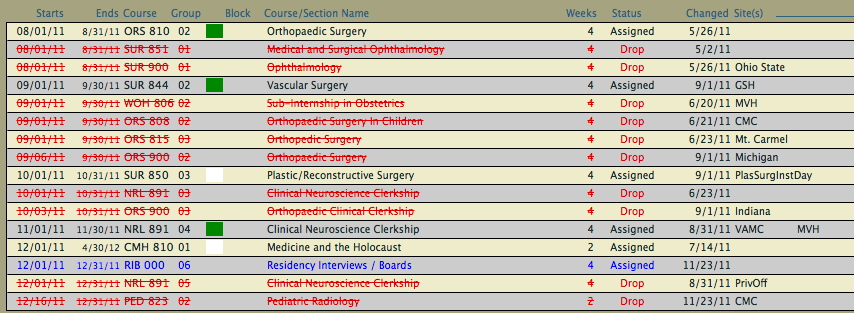 Starts Ends Course Group Block Course/Section Name Weeks Status Changed Site(s)
08/01/11 8/31/11 ORS 810 02 Orthopaedic Surgery 4 Assigned 5/26/11
08/01/11 8/31/11 SUR 851 01 Medical and Surgical Ophthalmology 4 Drop 5/2/11
08/01/11 8/31/11 SUR 900 01 Ophthalmology 4 Drop 5/26/11 Ohio State
09/01/11 9/30/11 SUR 844 02 Vascular Surgery 4 Assigned 9/1/11 GSH
09/01/11 9/30/11 WOH 806 02 Sub-Internship in Obstetrics 4 Drop 6/20/11 MVH
09/01/11 9/30/11 ORS 808 02 Orthopaedic Surgery In Children 4 Drop 6/21/11 CMC
09/01/11 9/30/11 ORS 815 03 Orthopedic Surgery 4 Drop 6/23/11 Mt. Carmel
09/06/11 9/30/11 ORS 900 02 Orthopaedic Surgery 4 Drop 9/1/11 Michigan
10/01/11 10/31/11 SUR 850 03 Plastic/Reconstructive Surgery 4 Assigned 9/1/11 PlasSurgInstDay
10/01/11 10/31/11 NRL 891 03 Clinical Neuroscience Clerkship 4 Drop 6/23/11
10/03/11 10/31/11 ORS 900 03 Orthopaedic Clinical Clerkship 4 Drop 9/1/11 Indiana
11/01/11 11/30/11 NRL 891 04 Clinical Neuroscience Clerkship 4 Assigned 8/31/11 VAMC MVH
12/01/11 4/30/12 CMH 810 01 Medicine and the Holocaust 2 Assigned 7/14/11
12/01/11 12/31/11 RIB 000 06 Residency Interviews / Boards 4 Assigned 11/23/11
12/01/11 12/31/11 NRL 891 05 Clinical Neuroscience Clerkship 4 Drop 8/31/11 PrivOff
12/16/11 12/31/11 PED 823 02 Pediatric Radiology 2 Drop 11/23/11 CMC